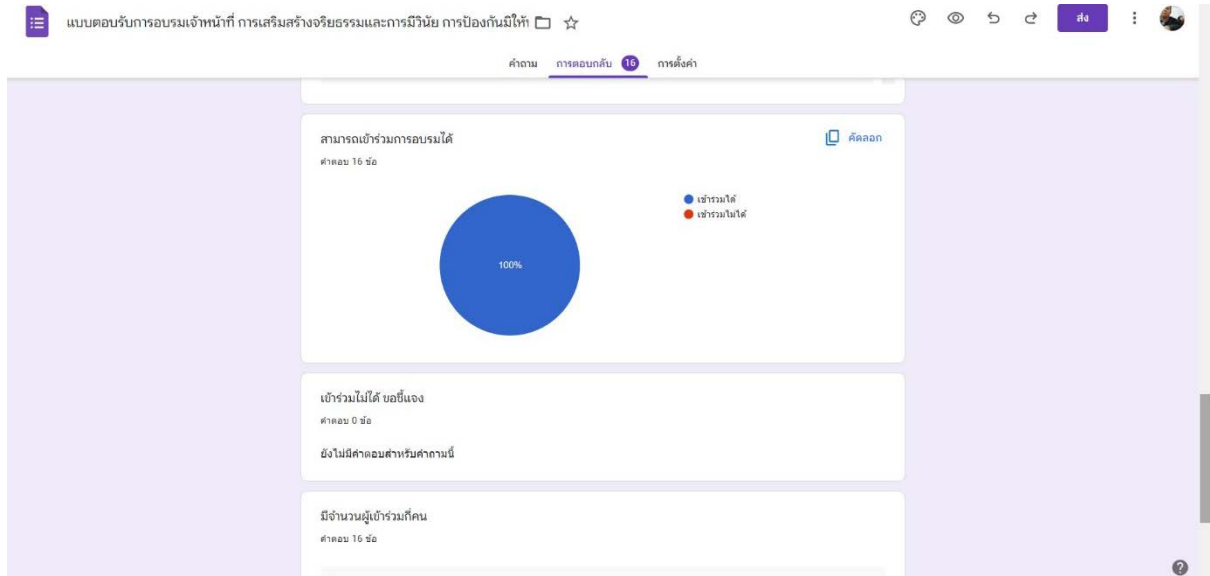 แบบตอบรับการอบรมเจ้าหน้าที่ การเสริมสร้างจริยธรรมและการมีวินัย การป้องกันมิให้
ส่ง
คำถาม การตอบกลับ 16 การตั้งค่า
สามารถเข้าร่วมการอบรมได้
คัดลอก
คำตอบ 16 ข้อ
เข้าร่วมได้
เข้าร่วมไม่ได้
100%
เข้าร่วมไม่ได้ ขอชี้แจง
คำตอบ 0 ข้อ
ยังไม่มีคำตอบสำหรับคำถามนี้
มีจำนวนผู้เข้าร่วมกี่คน
คำตอบ 16 ข้อ